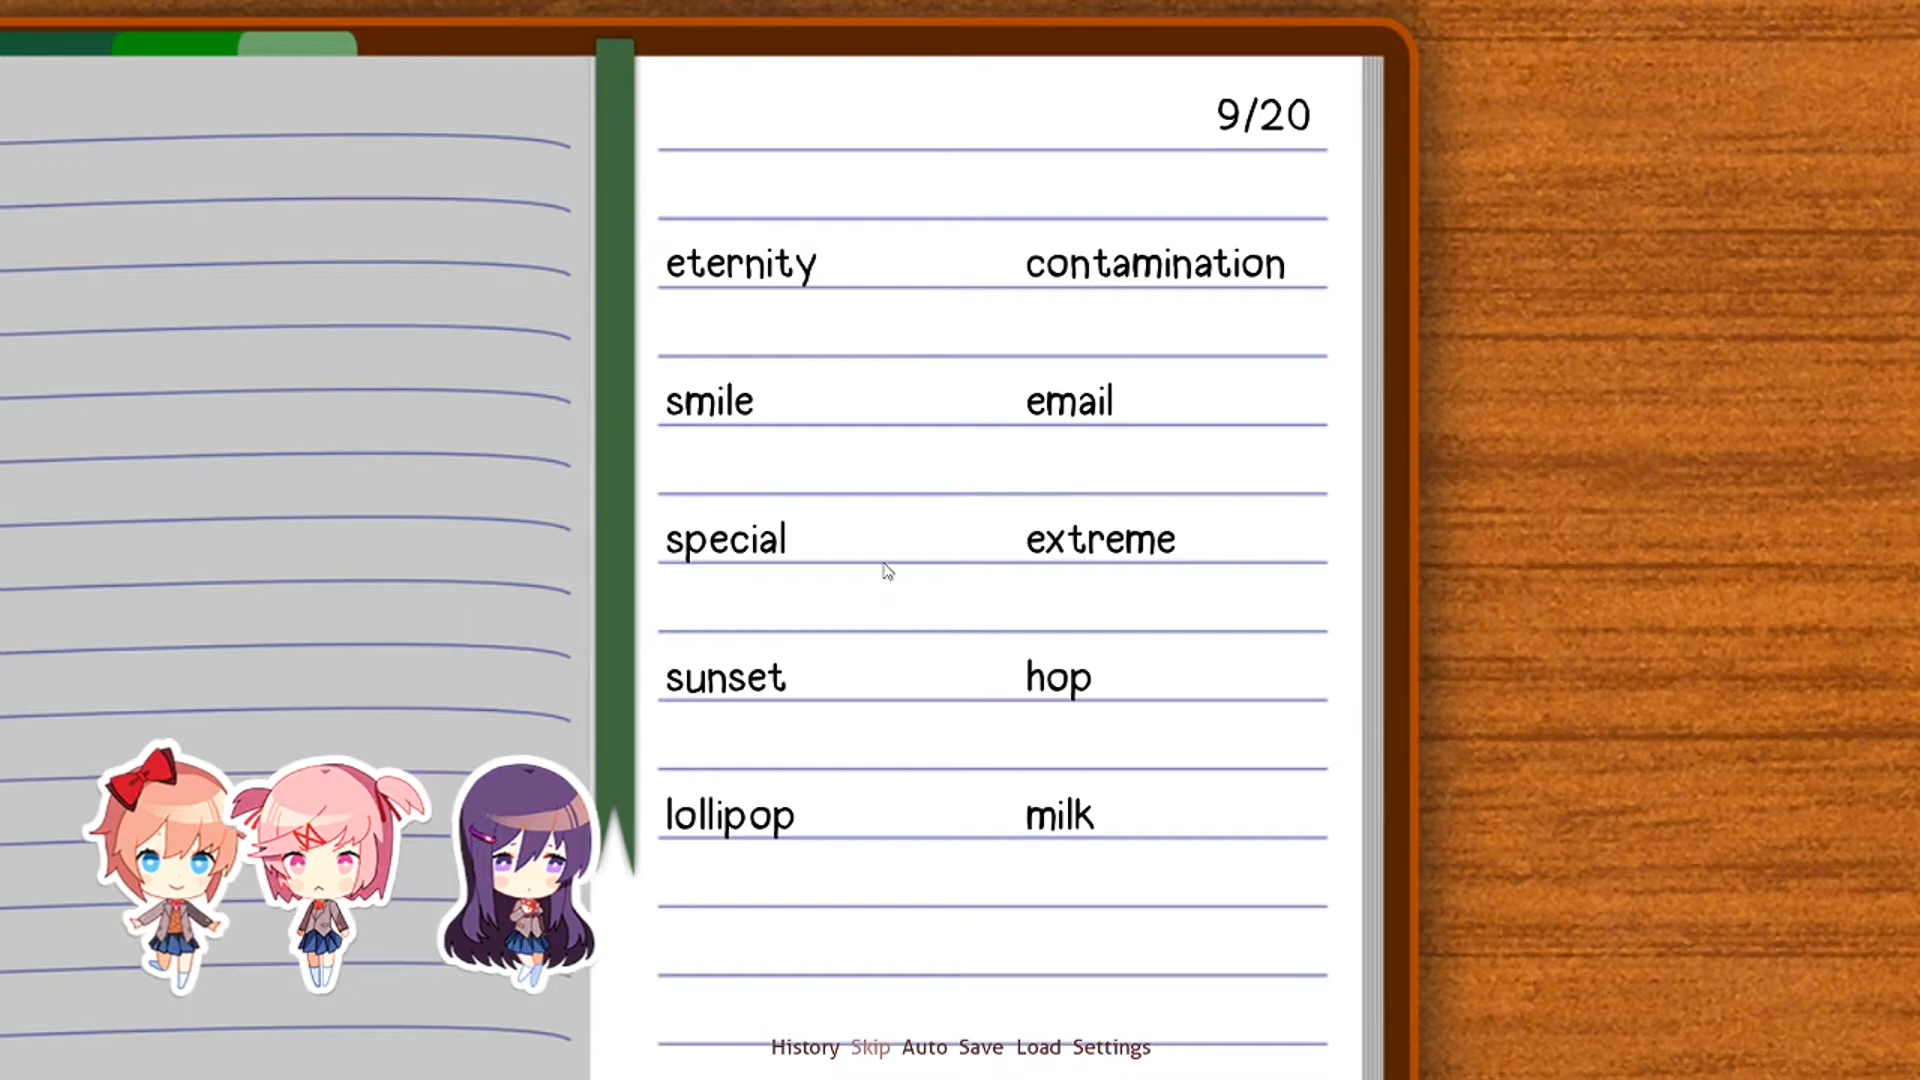 9/20
eternity contamination
smile email
special extreme
sunset hop
lollipop milk
History Skip Auto Save Load Settings